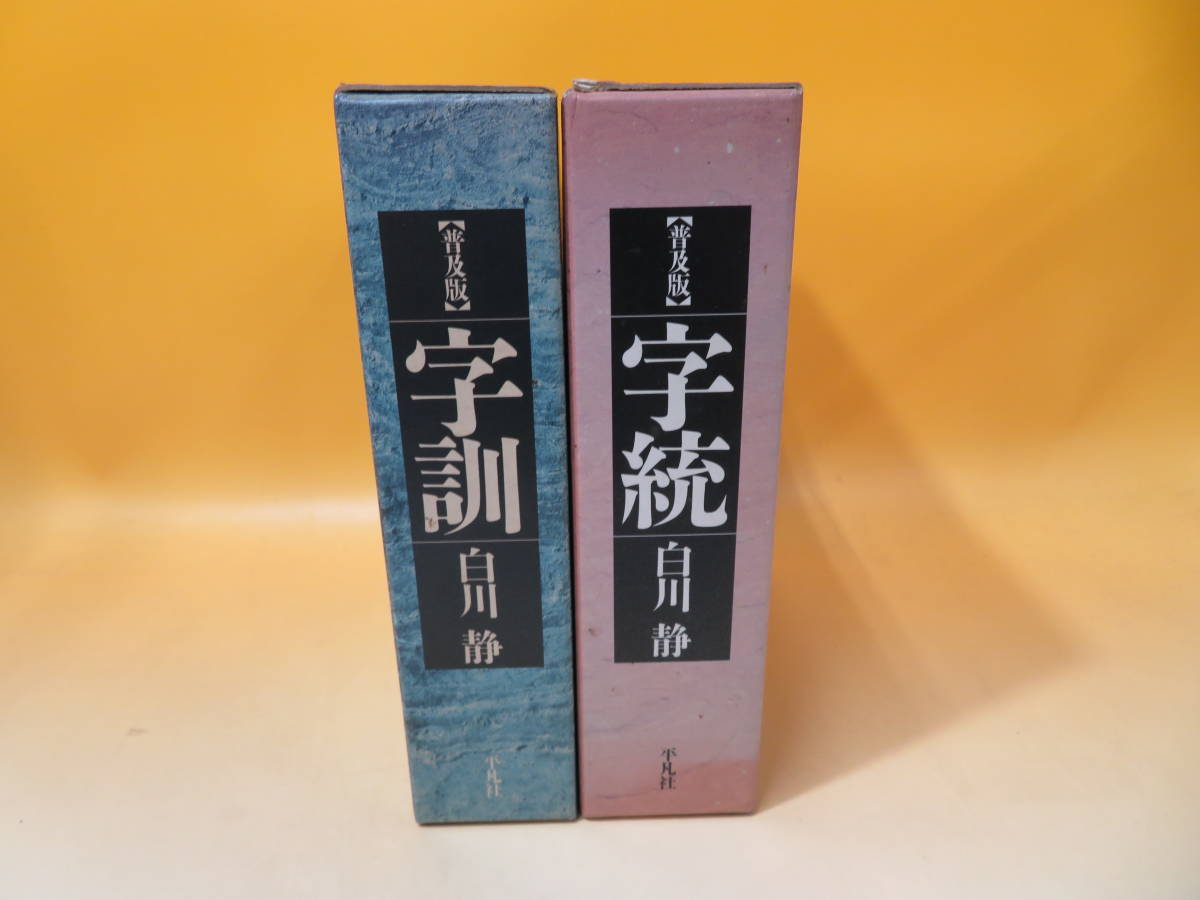 【普及版】
字訓
白川 静
平凡社
【普及版】
字統
白川 静
平凡社